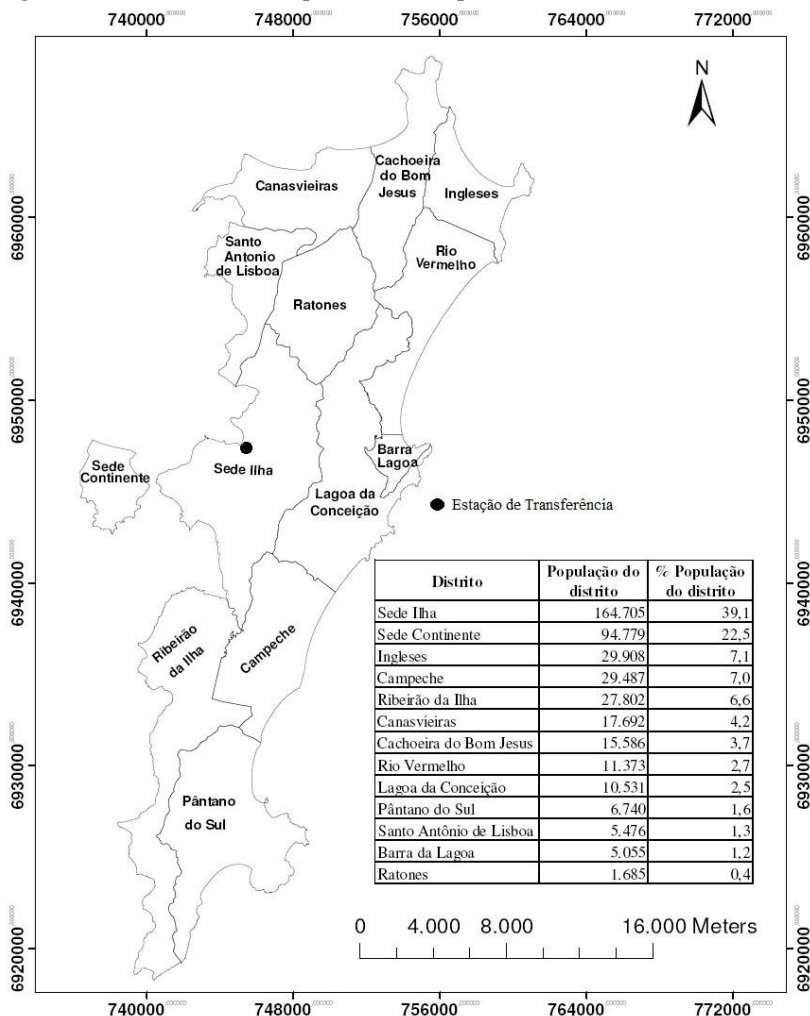 740000 748000 756000 764000 772000
N
Cachoeira
do Bom
Jesus
Canasvieiras
Ingleses
6960000 6960000
Santo
Antonio
de Lisboa
Rio
Vermelho
Ratones
6950000 6950000
Barra
Lagoa
Sede
Continente
Sede Ilha
Lagoa da
Conceição
Estação de Transferência
6940000 6940000
Ribeirão
da Ilha
Campeche
Distrito População do distrito % População do distrito
Sede Ilha 164.705 39,1
Sede Continente 94.779 22,5
Ingleses 29.908 7,1
Campeche 29.487 7,0
Ribeirão da Ilha 27.802 6,6
Canasvieiras 17.692 4,2
Cachoeira do Bom Jesus 15.586 3,7
Rio Vermelho 11.373 2,7
Lagoa da Conceição 10.531 2,5
Pântano do Sul 6.740 1,6
Santo Antônio de Lisboa 5.476 1,3
Barra da Lagoa 5.055 1,2
Ratones 1.685 0,4
6930000 6930000
Pântano
do Sul
0 4.000 8.000 16.000 Meters
6920000 6920000
740000 748000 756000 764000 772000